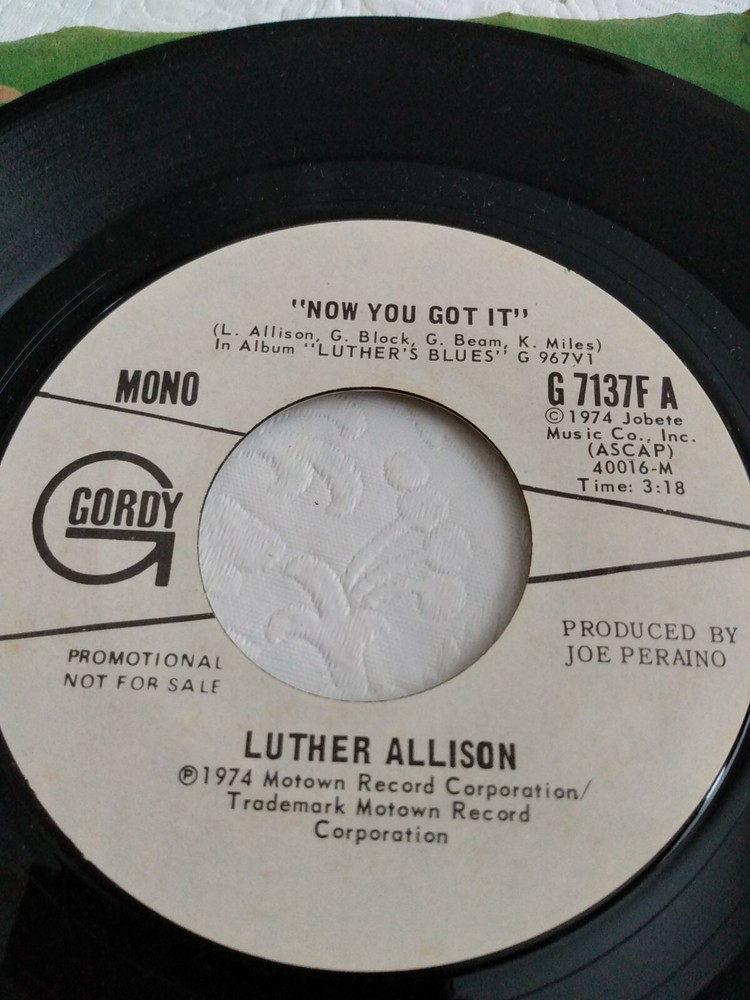 "NOW YOU GOT IT"
(L. Allison, G. Block, G. Beam, K. Miles)
In Album "LUTHER'S BLUES" G 967V1
MONO
G 7137F A
©1974 Jobete
Music Co., Inc.
(ASCAP)
40016-M
Time: 3:18
GORDY
PROMOTIONAL
NOT FOR SALE
PRODUCED BY
JOE PERAINO
LUTHER ALLISON
℗1974 Motown Record Corporation/
Trademark Motown Record
Corporation